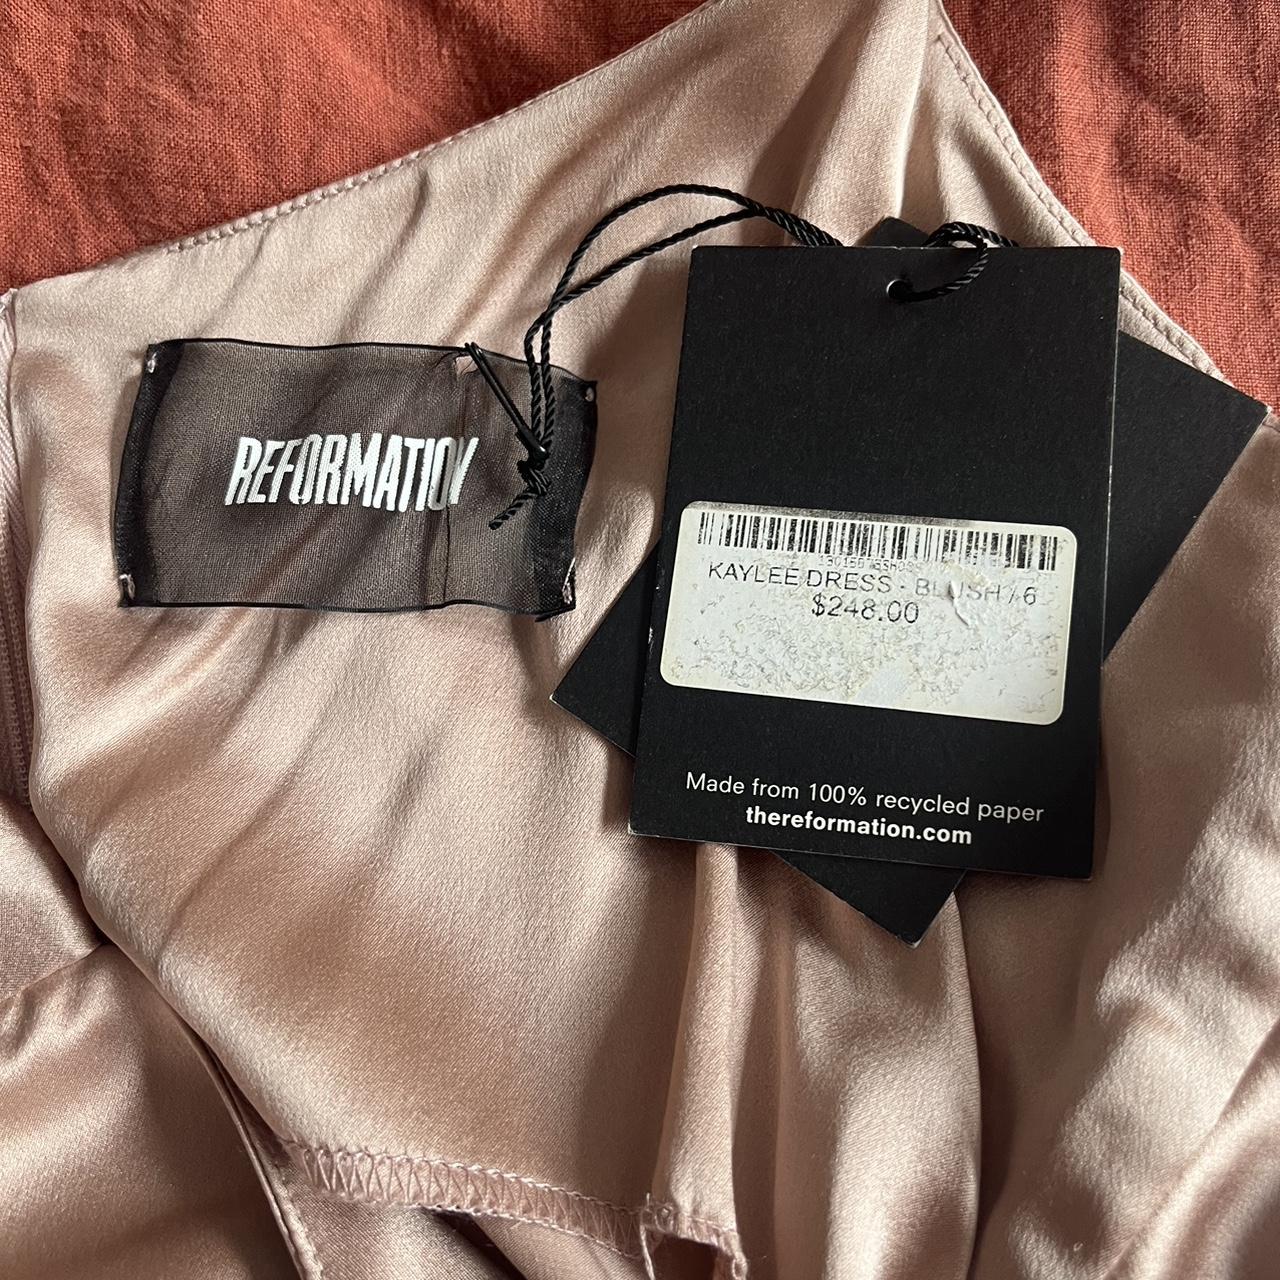 REFORMATION
KAYLEE DRESS - BLUSH / 6
$248.00
Made from 100% recycled paper
thereformation.com